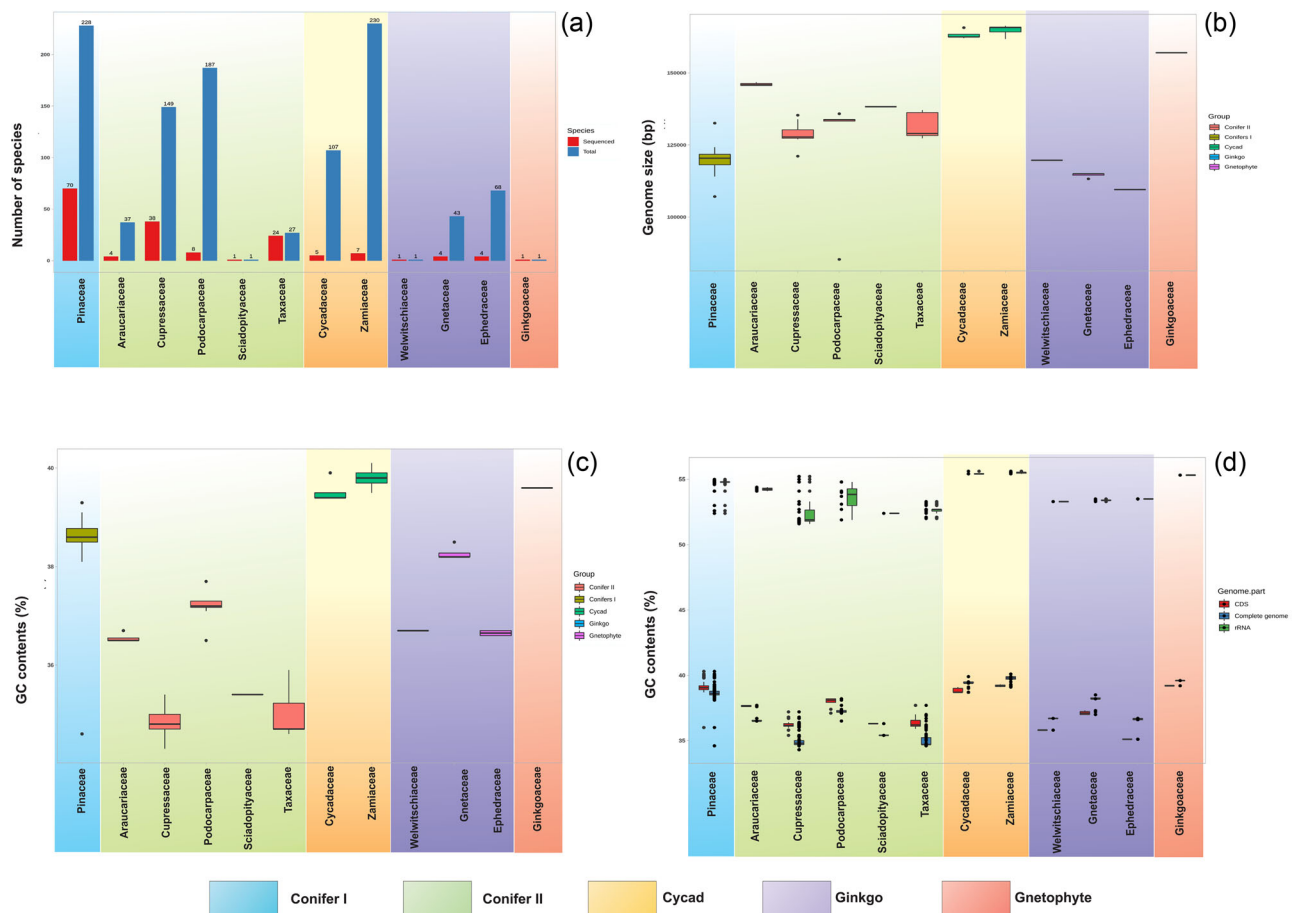 (a)
Number of species
200
150
100
50
0
228
70
37
4
149
38
187
8
1
1
24
27
107
5
230
7
1
1
43
4
68
4
1
1
Species
Sequenced
Total
Pinaceae
Araucariaceae
Cupressaceae
Podocarpaceae
Sciadopityaceae
Taxaceae
Cycadaceae
Zamiaceae
Welwitschiaceae
Gnetaceae
Ephedraceae
Ginkgoaceae
(b)
Genome size (bp)
150000
125000
100000
Group
Conifer II
Conifers I
Cycad
Ginkgo
Gnetophyte
Pinaceae
Araucariaceae
Cupressaceae
Podocarpaceae
Sciadopityaceae
Taxaceae
Cycadaceae
Zamiaceae
Welwitschiaceae
Gnetaceae
Ephedraceae
Ginkgoaceae
(c)
GC contents (%)
40
38
36
Group
Conifer II
Conifers I
Cycad
Ginkgo
Gnetophyte
Pinaceae
Araucariaceae
Cupressaceae
Podocarpaceae
Sciadopityaceae
Taxaceae
Cycadaceae
Zamiaceae
Welwitschiaceae
Gnetaceae
Ephedraceae
Ginkgoaceae
(d)
GC contents (%)
55
50
45
40
35
Genome.part
CDS
Complete genome
rRNA
Pinaceae
Araucariaceae
Cupressaceae
Podocarpaceae
Sciadopityaceae
Taxaceae
Cycadaceae
Zamiaceae
Welwitschiaceae
Gnetaceae
Ephedraceae
Ginkgoaceae
Conifer I
Conifer II
Cycad
Ginkgo
Gnetophyte